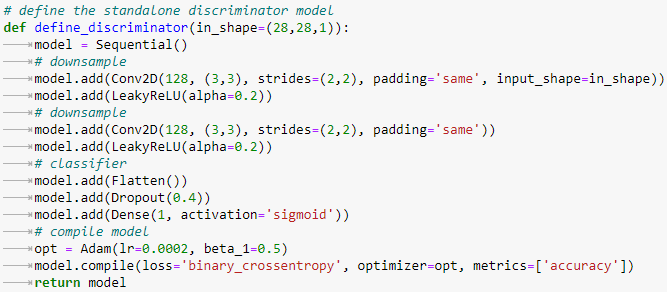 # define the standalone discriminator model
def define_discriminator(in_shape=(28,28,1)):
	model = Sequential()
	# downsample
	model.add(Conv2D(128, (3,3), strides=(2,2), padding='same', input_shape=in_shape))
	model.add(LeakyReLU(alpha=0.2))
	# downsample
	model.add(Conv2D(128, (3,3), strides=(2,2), padding='same'))
	model.add(LeakyReLU(alpha=0.2))
	# classifier
	model.add(Flatten())
	model.add(Dropout(0.4))
	model.add(Dense(1, activation='sigmoid'))
	# compile model
	opt = Adam(lr=0.0002, beta_1=0.5)
	model.compile(loss='binary_crossentropy', optimizer=opt, metrics=['accuracy'])
	return model